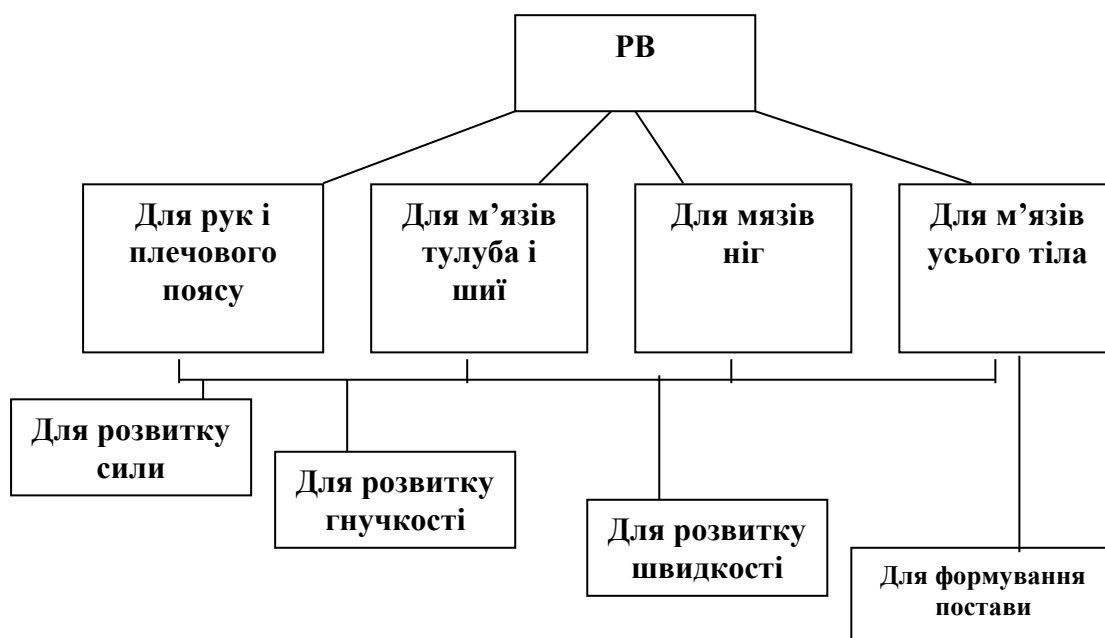 РВ
Для рук і
плечового
поясу
Для м’язів
тулуба і
шиї
Для мязів
ніг
Для м’язів
усього тіла
Для розвитку
сили
Для розвитку
гнучкості
Для розвитку
швидкості
Для формування
постави